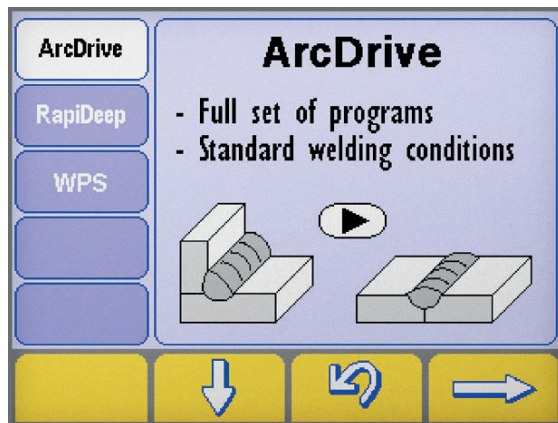 ArcDrive
RapiDeep
WPS
ArcDrive
- Full set of programs
- Standard welding conditions